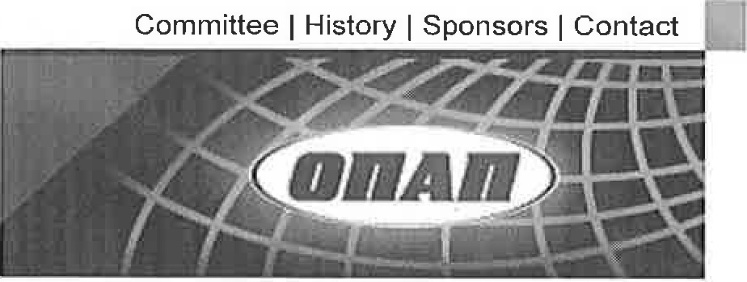 Committee | History | Sponsors | Contact
ΟΠΑΠ